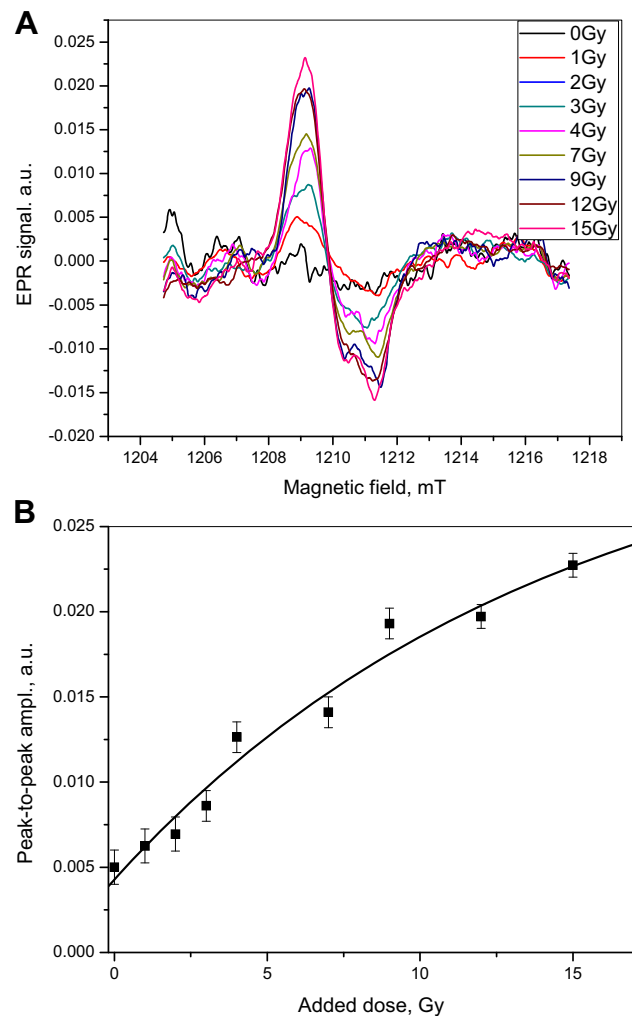 A
0.025
0.020
0.015
0.010
0.005
0.000
-0.005
-0.010
-0.015
-0.020
EPR signal. a.u.
0Gy
1Gy
2Gy
3Gy
4Gy
7Gy
9Gy
12Gy
15Gy
1204 1206 1208 1210 1212 1214 1216 1218
Magnetic field, mT
B
0.025
0.020
0.015
0.010
0.005
0.000
Peak-to-peak ampl., a.u.
0 5 10 15
Added dose, Gy